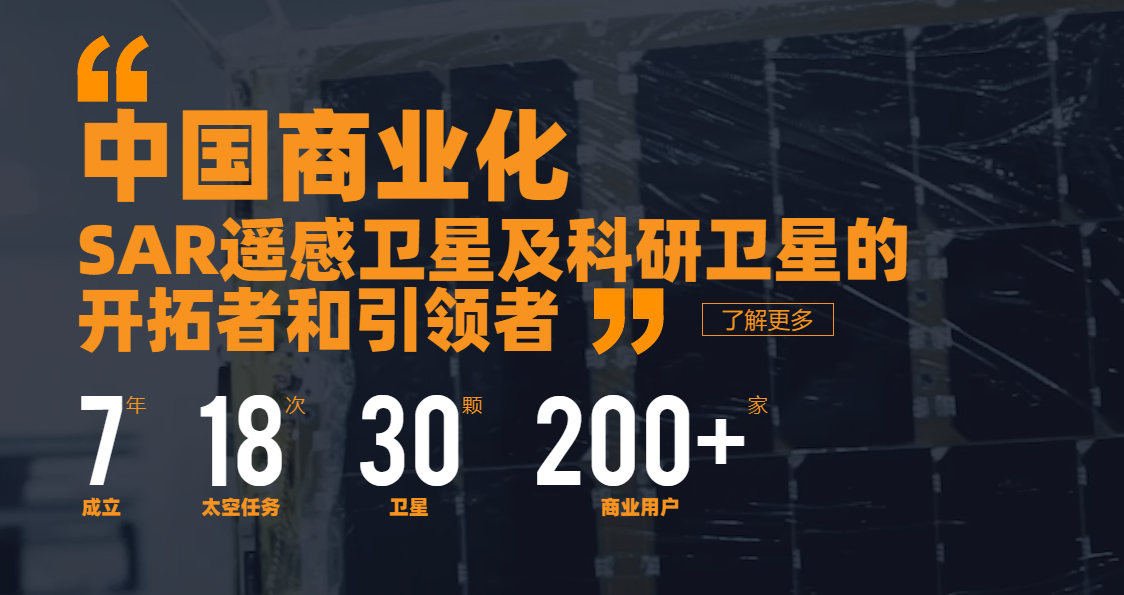 “
中国商业化
SAR遥感卫星及科研卫星的
开拓者和引领者 ”
了解更多
7年
成立
18次
太空任务
30颗
卫星
200+家
商业用户